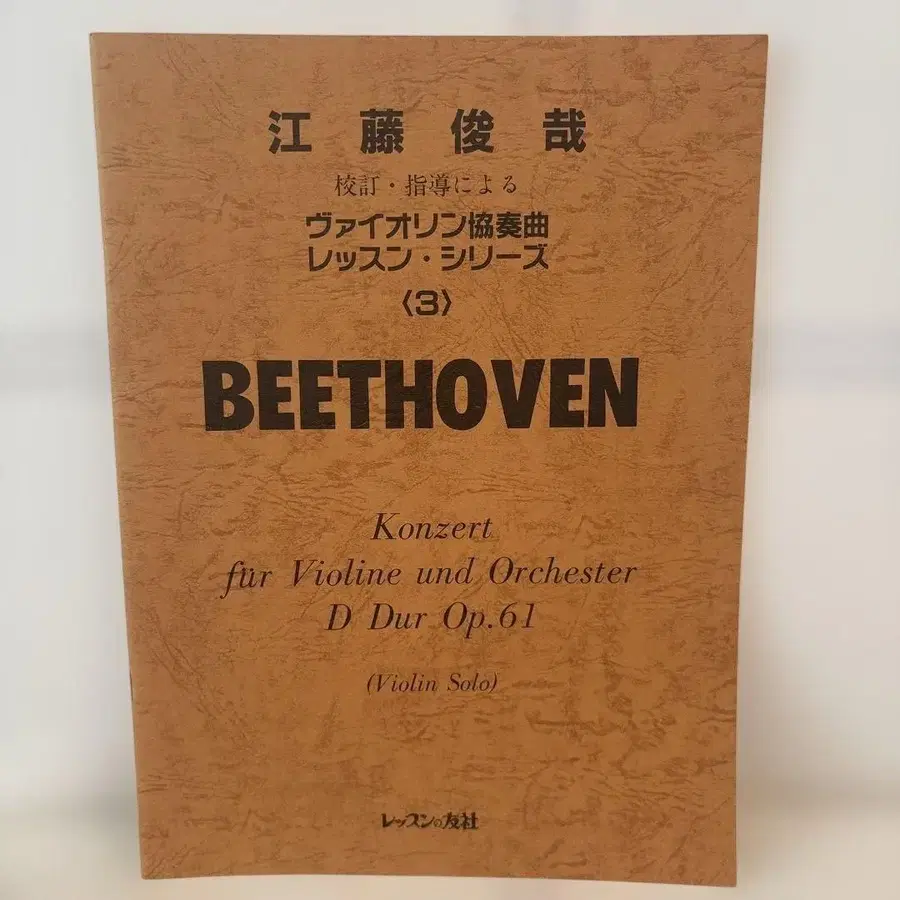 江藤俊哉
校訂・指導による
ヴァイオリン協奏曲
レッスン・シリーズ
〈3〉
BEETHOVEN
Konzert
für Violine und Orchester
D Dur Op.61
(Violin Solo)
レッスンの友社